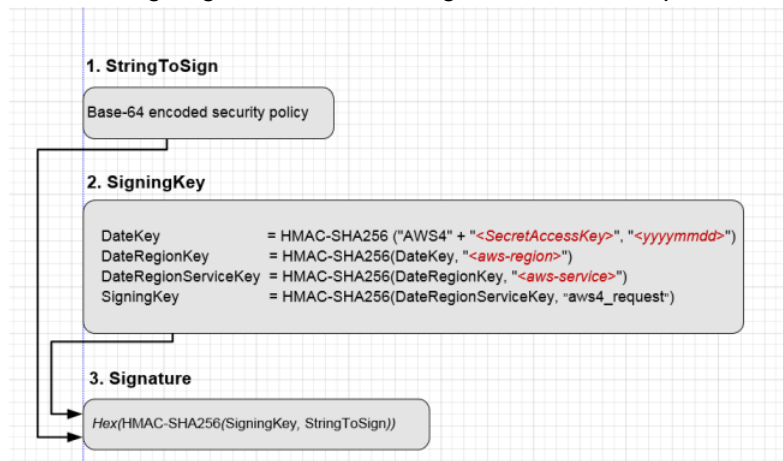 1. StringToSign
Base-64 encoded security policy
2. SigningKey
DateKey = HMAC-SHA256 ("AWS4" + "<SecretAccessKey>", "<yyyymmdd>")
DateRegionKey = HMAC-SHA256(DateKey, "<aws-region>")
DateRegionServiceKey = HMAC-SHA256(DateRegionKey, "<aws-service>")
SigningKey = HMAC-SHA256(DateRegionServiceKey, "aws4_request")
3. Signature
Hex(HMAC-SHA256(SigningKey, StringToSign))